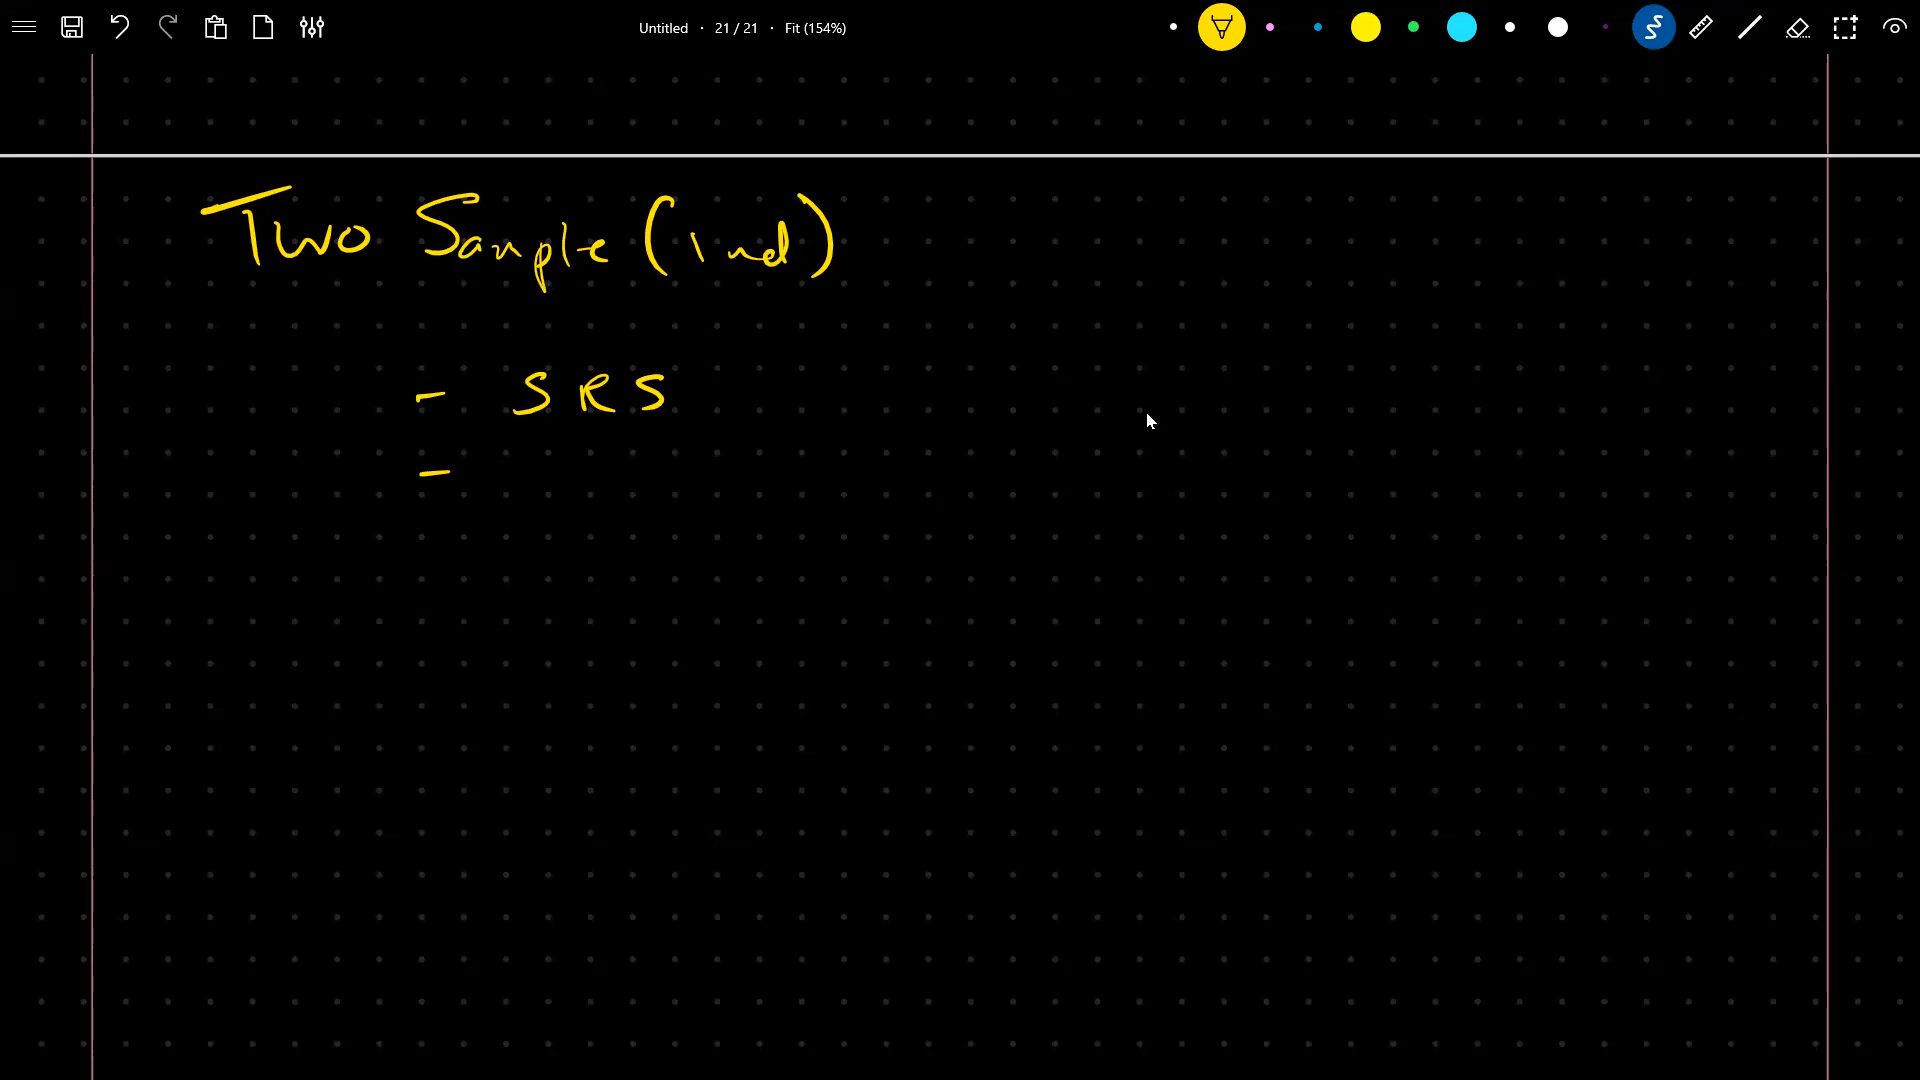 Untitled · 21 / 21 · Fit (154%)
Two Sample (ind)
- SRS
-